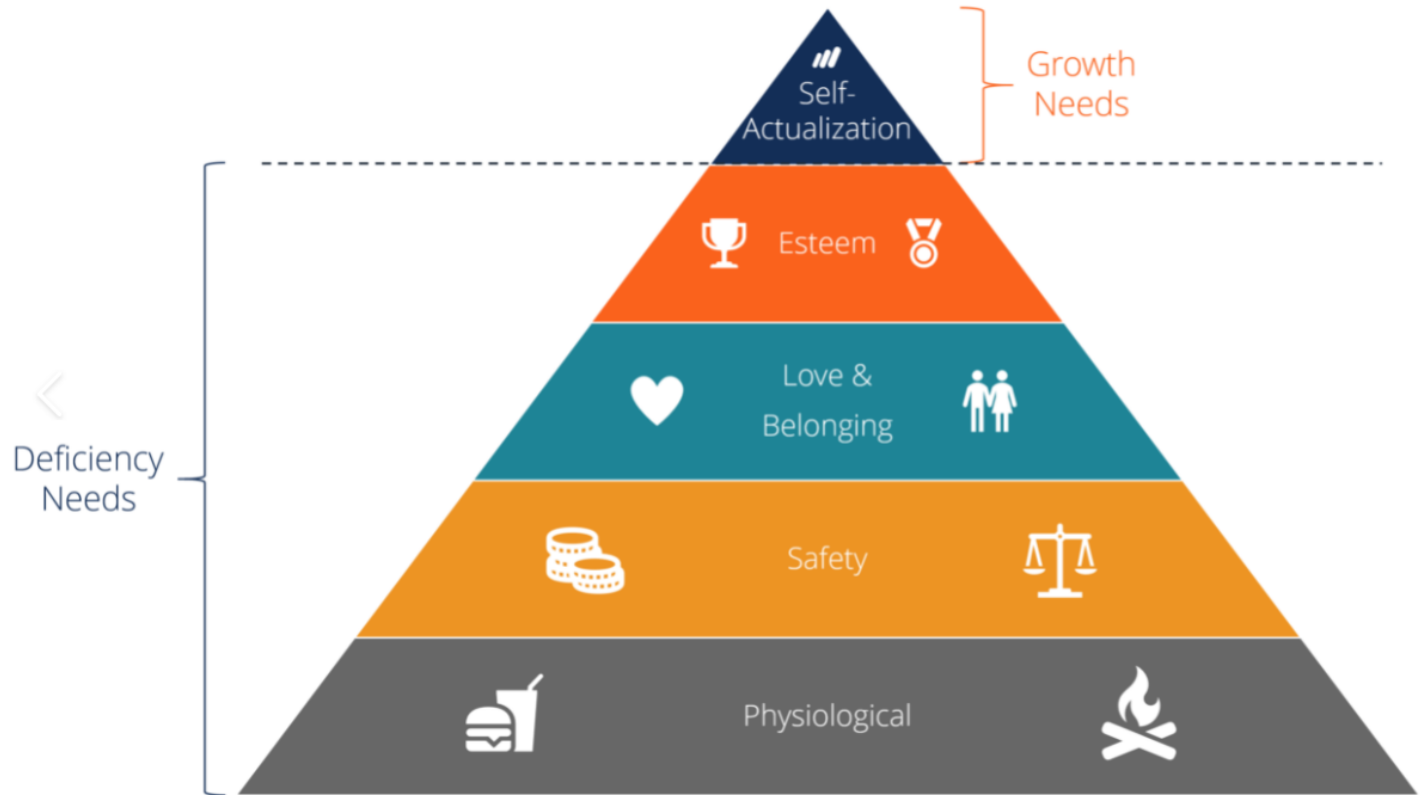 Growth
Needs
Self-
Actualization
Esteem
Love &
Belonging
Deficiency
Needs
Safety
Physiological